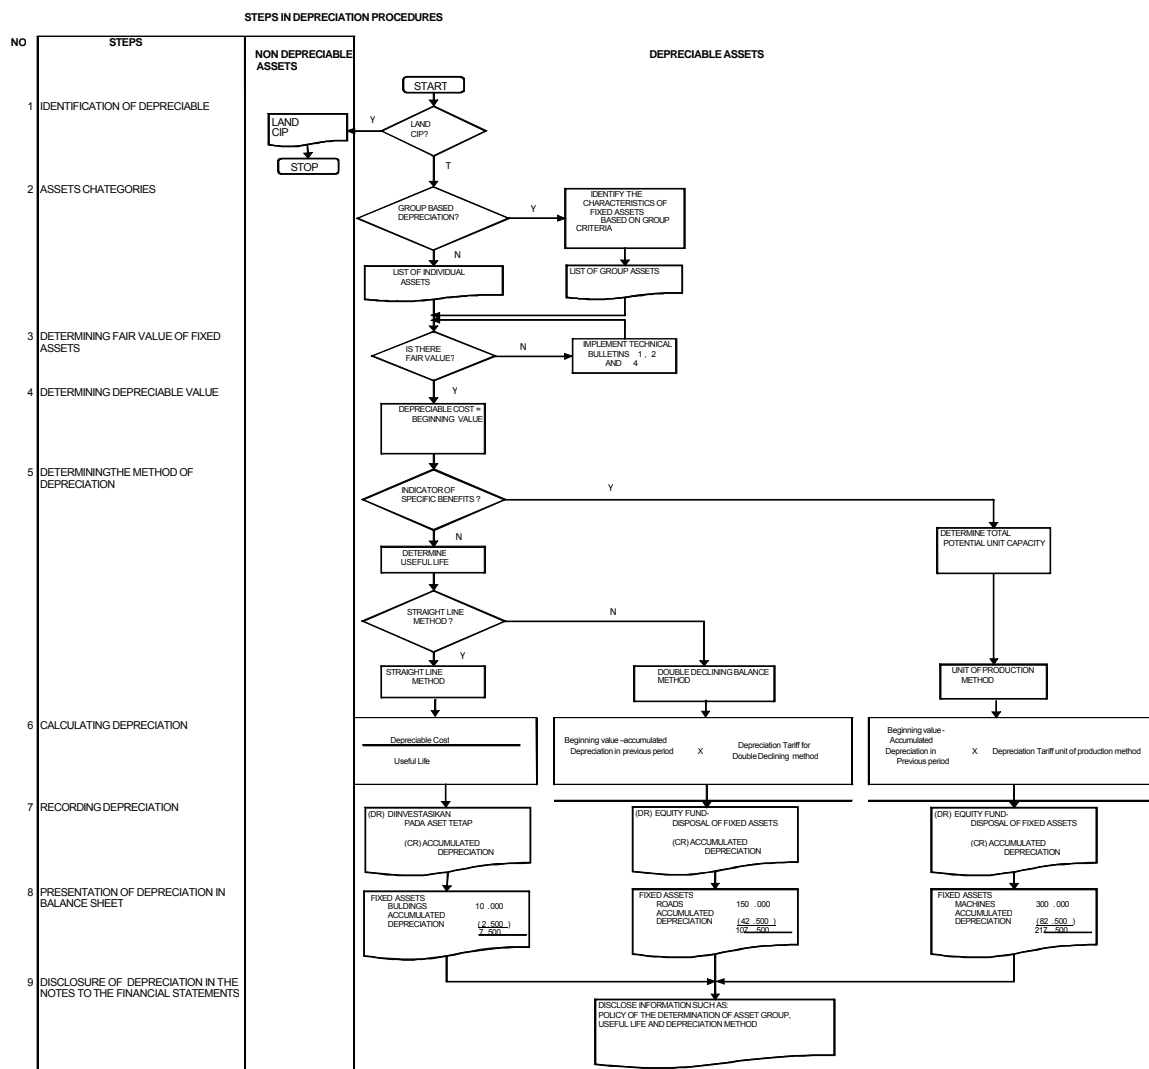 STEPS IN DEPRECIATION PROCEDURES
NO
STEPS
NON DEPRECIABLE
ASSETS
DEPRECIABLE ASSETS
START
1 IDENTIFICATION OF DEPRECIABLE
LAND
CIP
Y
LAND
CIP?
STOP
T
2 ASSETS CHATEGORIES
GROUP BASED
DEPRECIATION?
Y
IDENTIFY THE
CHARACTERISTICS OF
FIXED ASSETS
BASED ON GROUP
CRITERIA
N
LIST OF INDIVIDUAL
ASSETS
LIST OF GROUP ASSETS
3 DETERMINING FAIR VALUE OF FIXED
ASSETS
IS THERE
FAIR VALUE?
N
IMPLEMENT TECHNICAL
BULLETINS 1 , 2
AND 4
Y
4 DETERMINING DEPRECIABLE VALUE
DEPRECIABLE COST =
BEGINNING VALUE
5 DETERMININGTHE METHOD OF
DEPRECIATION
INDICATOR OF
SPECIFIC BENEFITS ?
Y
N
DETERMINE
USEFUL LIFE
DETERMINE TOTAL
POTENTIAL UNIT CAPACITY
STRAIGHT LINE
METHOD ?
N
Y
STRAIGHT LINE
METHOD
DOUBLE DECLINING BALANCE
METHOD
UNIT OF PRODUCTION
METHOD
6 CALCULATING DEPRECIATION
Depreciable Cost
Useful Life
Beginning value –accumulated
Depreciation in previous period
X
Depreciation Tariff for
Double Declining method
Beginning value -
Accumulated
Depreciation in
Previous period
X
Depreciation Tariff unit of production method
7 RECORDING DEPRECIATION
(DR) DIINVESTASIKAN
PADA ASET TETAP
(CR) ACCUMULATED
DEPRECIATION
(DR) EQUITY FUND-
DISPOSAL OF FIXED ASSETS
(CR) ACCUMULATED
DEPRECIATION
(DR) EQUITY FUND-
DISPOSAL OF FIXED ASSETS
(CR) ACCUMULATED
DEPRECIATION
8 PRESENTATION OF DEPRECIATION IN
BALANCE SHEET
FIXED ASSETS
BULDINGS 10 .000
ACCUMULATED
DEPRECIATION (2 .500 )
7 .500
FIXED ASSETS
ROADS 150 .000
ACCUMULATED
DEPRECIATION (42 .500 )
107 .500
FIXED ASSETS
MACHINES 300 .000
ACCUMULATED
DEPRECIATION (82 .500 )
217 .500
9 DISCLOSURE OF DEPRECIATION IN THE
NOTES TO THE FINANCIAL STATEMENTS
DISCLOSE INFORMATION SUCH AS:
POLICY OF THE DETERMINATION OF ASSET GROUP,
USEFUL LIFE AND DEPRECIATION METHOD